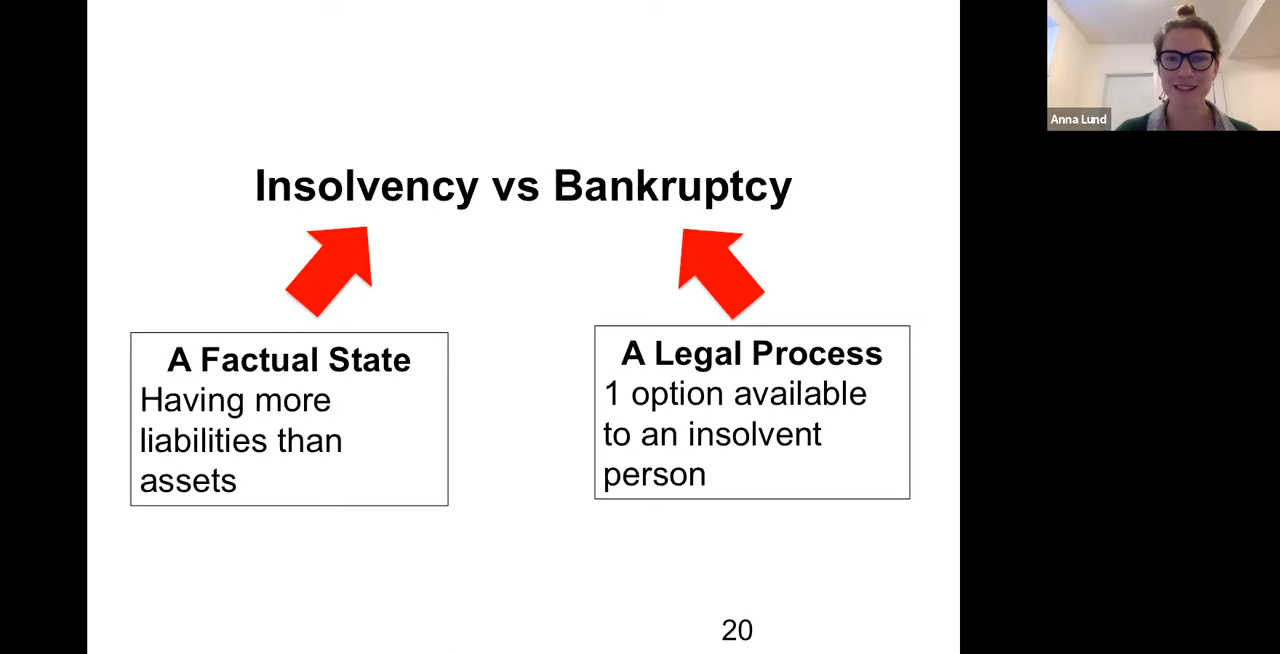 Insolvency vs Bankruptcy
A Factual State
Having more
liabilities than
assets
A Legal Process
1 option available
to an insolvent
person
20
Anna Lund